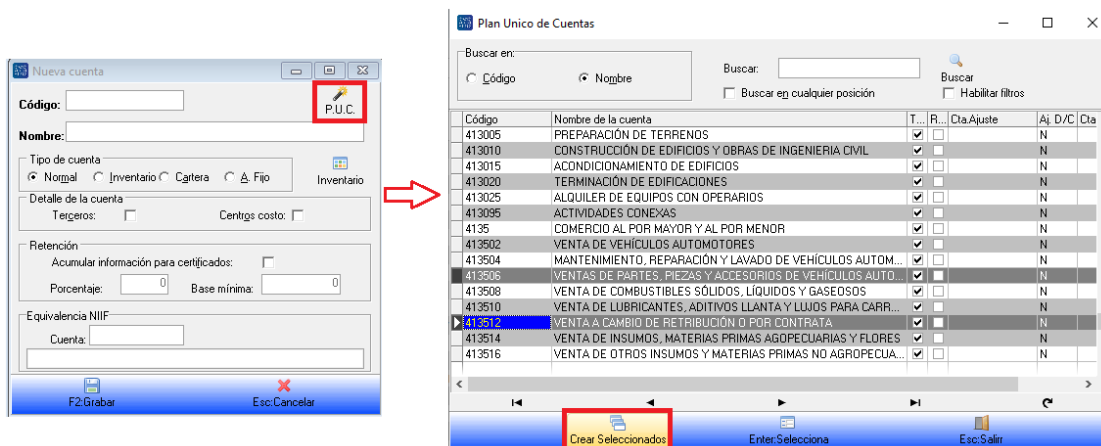 Nueva cuenta
Código:
P.U.C.
Nombre:
Tipo de cuenta
Normal Inventario Cartera A. Fijo
Inventario
Detalle de la cuenta
Terceros: Centros costo:
Retención
Acumular información para certificados:
Porcentaje: 0 Base mínima: 0
Equivalencia NIIF
Cuenta:
F2:Grabar Esc:Cancelar
Plan Unico de Cuentas
Buscar en:
Código Nombre
Buscar:
Buscar en cualquier posición
Buscar
Habilitar filtros
Código Nombre de la cuenta T... R... Cta.Ajuste Aj. D/C Cta
413005 PREPARACIÓN DE TERRENOS N
413010 CONSTRUCCIÓN DE EDIFICIOS Y OBRAS DE INGENIERIA CIVIL N
413015 ACONDICIONAMIENTO DE EDIFICIOS N
413020 TERMINACIÓN DE EDIFICACIONES N
413025 ALQUILER DE EQUIPOS CON OPERARIOS N
413095 ACTIVIDADES CONEXAS N
4135 COMERCIO AL POR MAYOR Y AL POR MENOR N
413502 VENTA DE VEHÍCULOS AUTOMOTORES N
413504 MANTENIMIENTO, REPARACIÓN Y LAVADO DE VEHÍCULOS AUTOM... N
413506 VENTAS DE PARTES, PIEZAS Y ACCESORIOS DE VEHÍCULOS AUTO... N
413508 VENTA DE COMBUSTIBLES SÓLIDOS, LÍQUIDOS Y GASEOSOS N
413510 VENTA DE LUBRICANTES, ADITIVOS LLANTA Y LUJOS PARA CARR... N
413512 VENTA A CAMBIO DE RETRIBUCIÓN O POR CONTRATA N
413514 VENTA DE INSUMOS, MATERIAS PRIMAS AGOPECUARIAS Y FLORES N
413516 VENTA DE OTROS INSUMOS Y MATERIAS PRIMAS NO AGROPECUA... N
Crear Seleccionados Enter:Selecciona Esc:Salirr